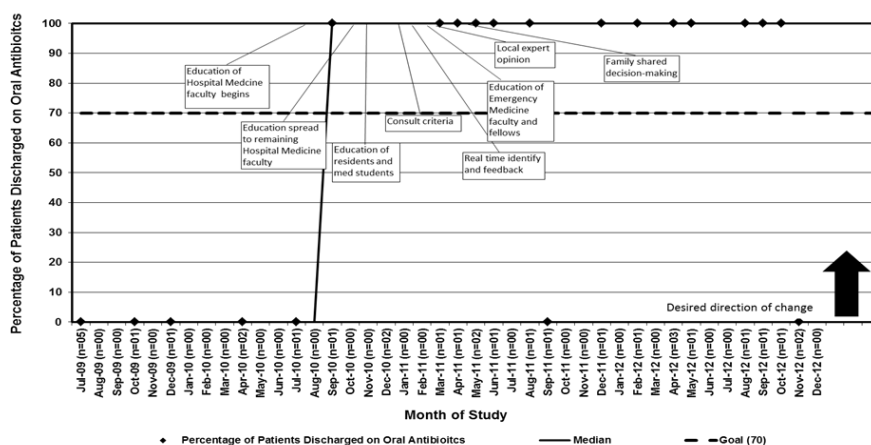 Percentage of Patients Discharged on Oral Antibioitcs
100
90
80
70
60
50
40
30
20
10
0
Education of
Hospital Medcine
faculty begins
Education spread
to remaining
Hospital Medicine
faculty
Education of
residents and
med students
Consult criteria
Real time identify
and feedback
Education of
Emergency
Medicine
faculty and
fellows
Local expert
opinion
Family shared
decision-making
Desired direction of change
Jul-09 (n=05)
Aug-09 (n=00)
Sep-09 (n=00)
Oct-09 (n=01)
Nov-09 (n=00)
Dec-09 (n=01)
Jan-10 (n=00)
Feb-10 (n=00)
Mar-10 (n=00)
Apr-10 (n=02)
May-10 (n=00)
Jun-10 (n=00)
Jul-10 (n=01)
Aug-10 (n=00)
Sep-10 (n=01)
Oct-10 (n=00)
Nov-10 (n=00)
Dec-10 (n=02)
Jan-11 (n=00)
Feb-11 (n=00)
Mar-11 (n=01)
Apr-11 (n=01)
May-11 (n=02)
Jun-11 (n=01)
Jul-11 (n=00)
Aug-11 (n=01)
Sep-11 (n=01)
Oct-11 (n=00)
Nov-11 (n=00)
Dec-11 (n=01)
Jan-12 (n=00)
Feb-12 (n=01)
Mar-12 (n=00)
Apr-12 (n=03)
May-12 (n=01)
Jun-12 (n=00)
Jul-12 (n=00)
Aug-12 (n=02)
Sep-12 (n=01)
Oct-12 (n=01)
Nov-12 (n=02)
Dec-12 (n=00)
Month of Study
Percentage of Patients Discharged on Oral Antibioitcs
Median
Goal (70)